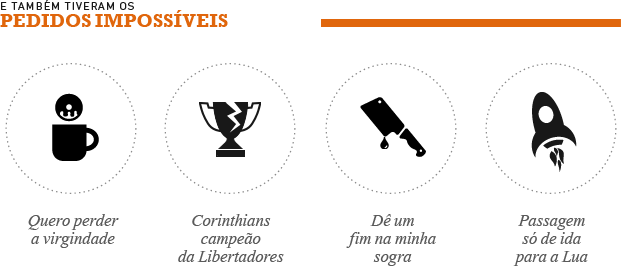 E TAMBÉM TIVERAM OS
PEDIDOS IMPOSSÍVEIS
Quero perder
a virgindade
Corinthians
campeão
da Libertadores
Dê um
fim na minha
sogra
Passagem
só de ida
para a Lua